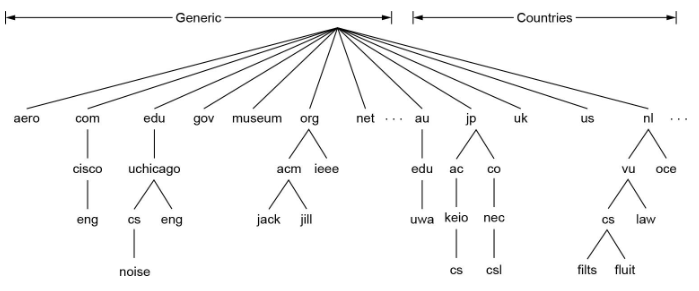 Generic Countries
aero com edu gov museum org net · · · au jp uk us nl · · ·
cisco uchicago acm ieee edu ac co vu oce
eng cs eng jack jill uwa keio nec cs law
noise cs csl filts fluit